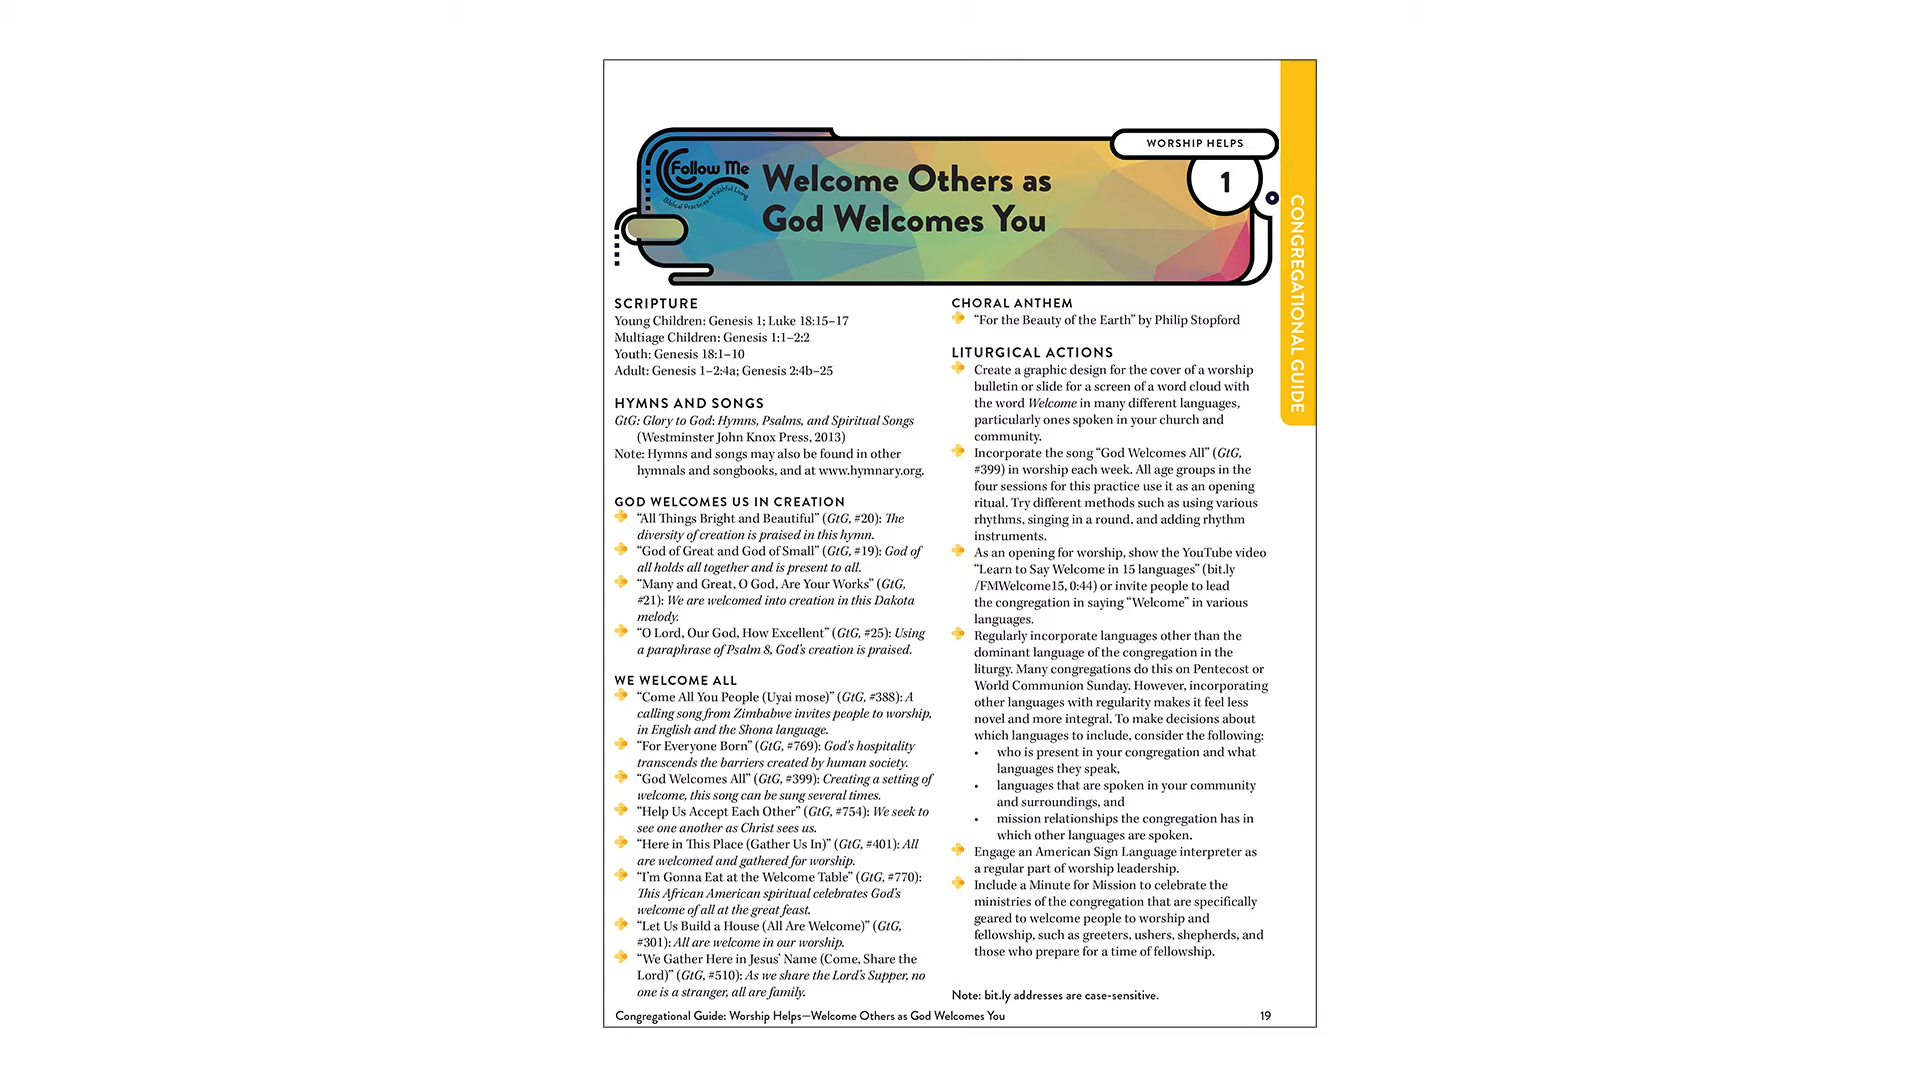 WORSHIP HELPS
1
Follow Me
Biblical Practices for Faithful Living
Welcome Others as
God Welcomes You
CONGREGATIONAL GUIDE
SCRIPTURE
Young Children: Genesis 1; Luke 18:15–17
Multiage Children: Genesis 1:1–2:2
Youth: Genesis 18:1–10
Adult: Genesis 1–2:4a; Genesis 2:4b–25
HYMNS AND SONGS
GtG: Glory to God: Hymns, Psalms, and Spiritual Songs
(Westminster John Knox Press, 2013)
Note: Hymns and songs may also be found in other
hymnals and songbooks, and at www.hymnary.org.
GOD WELCOMES US IN CREATION
“All Things Bright and Beautiful” (GtG, #20): The
diversity of creation is praised in this hymn.
“God of Great and God of Small” (GtG, #19): God of
all holds all together and is present to all.
“Many and Great, O God, Are Your Works” (GtG,
#21): We are welcomed into creation in this Dakota
melody.
“O Lord, Our God, How Excellent” (GtG, #25): Using
a paraphrase of Psalm 8, God’s creation is praised.
WE WELCOME ALL
“Come All You People (Uyai mose)” (GtG, #388): A
calling song from Zimbabwe invites people to worship,
in English and the Shona language.
“For Everyone Born” (GtG, #769): God’s hospitality
transcends the barriers created by human society.
“God Welcomes All” (GtG, #399): Creating a setting of
welcome, this song can be sung several times.
“Help Us Accept Each Other” (GtG, #754): We seek to
see one another as Christ sees us.
“Here in This Place (Gather Us In)” (GtG, #401): All
are welcomed and gathered for worship.
“I’m Gonna Eat at the Welcome Table” (GtG, #770):
This African American spiritual celebrates God’s
welcome of all at the great feast.
“Let Us Build a House (All Are Welcome)” (GtG,
#301): All are welcome in our worship.
“We Gather Here in Jesus’ Name (Come, Share the
Lord)” (GtG, #510): As we share the Lord’s Supper, no
one is a stranger, all are family.
CHORAL ANTHEM
“For the Beauty of the Earth” by Philip Stopford
LITURGICAL ACTIONS
Create a graphic design for the cover of a worship
bulletin or slide for a screen of a word cloud with
the word Welcome in many different languages,
particularly ones spoken in your church and
community.
Incorporate the song “God Welcomes All” (GtG,
#399) in worship each week. All age groups in the
four sessions for this practice use it as an opening
ritual. Try different methods such as using various
rhythms, singing in a round, and adding rhythm
instruments.
As an opening for worship, show the YouTube video
“Learn to Say Welcome in 15 languages” (bit.ly
/FMWelcome15, 0:44) or invite people to lead
the congregation in saying “Welcome” in various
languages.
Regularly incorporate languages other than the
dominant language of the congregation in the
liturgy. Many congregations do this on Pentecost or
World Communion Sunday. However, incorporating
other languages with regularity makes it feel less
novel and more integral. To make decisions about
which languages to include, consider the following:
• who is present in your congregation and what
languages they speak,
• languages that are spoken in your community
and surroundings, and
• mission relationships the congregation has in
which other languages are spoken.
Engage an American Sign Language interpreter as
a regular part of worship leadership.
Include a Minute for Mission to celebrate the
ministries of the congregation that are specifically
geared to welcome people to worship and
fellowship, such as greeters, ushers, shepherds, and
those who prepare for a time of fellowship.
Note: bit.ly addresses are case-sensitive.
Congregational Guide: Worship Helps—Welcome Others as God Welcomes You
19